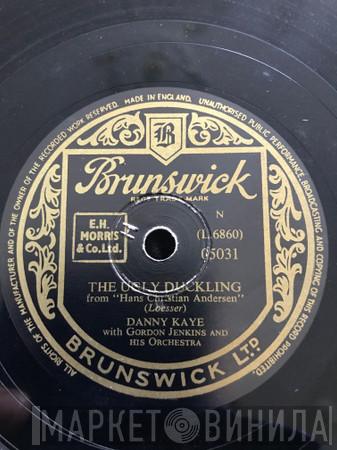 ALL RIGHTS OF THE MANUFACTURER AND OF THE OWNER OF THE RECORDED WORK RESERVED. MADE IN ENGLAND. UNAUTHORISED PUBLIC PERFORMANCE BROADCASTING AND COPYING OF THIS RECORD PROHIBITED.
B
Brunswick
REGD TRADE MARK
E.H.
MORRIS
& Co. Ltd.
N
(L.6860)
05031
THE UGLY DUCKLING
from "Hans Christian Andersen"
(Loesser)
DANNY KAYE
with GORDON JENKINS AND
HIS ORCHESTRA
BRUNSWICK LTD.
МАРКЕТ ВИНИЛА